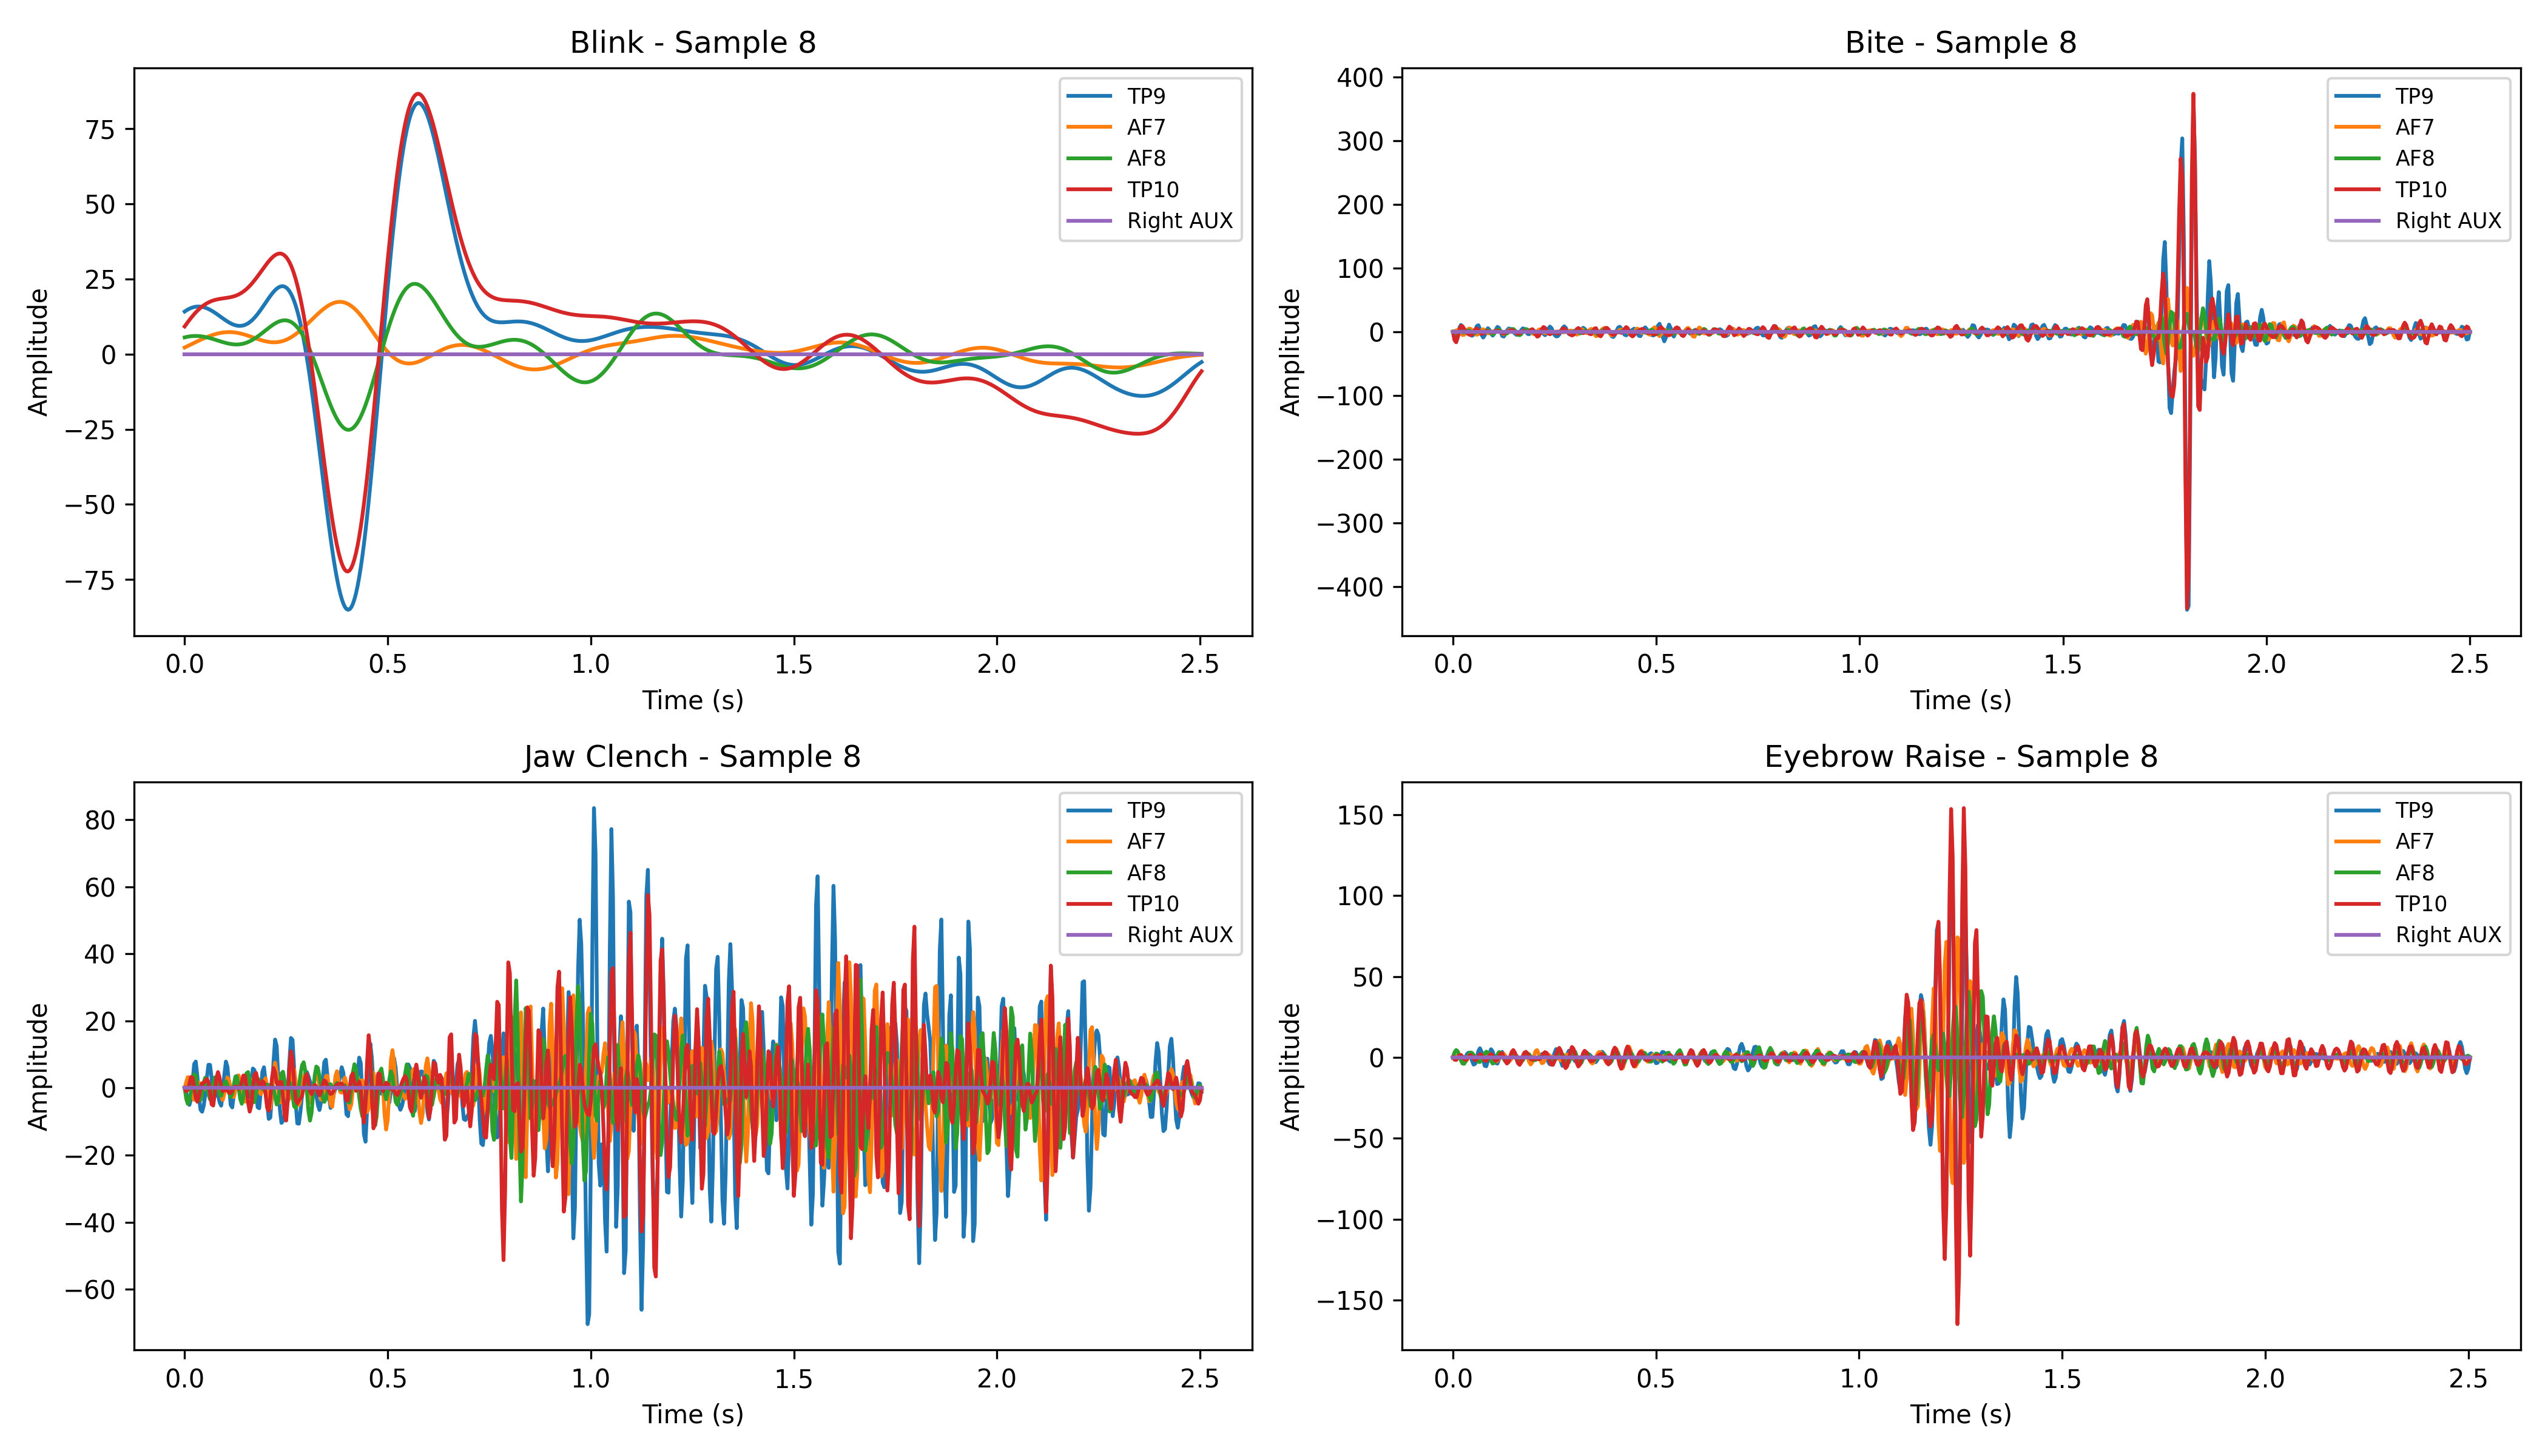 Blink - Sample 8
Amplitude
75
50
25
0
−25
−50
−75
0.0 0.5 1.0 1.5 2.0 2.5
Time (s)
TP9
AF7
AF8
TP10
Right AUX
Bite - Sample 8
Amplitude
400
300
200
100
0
−100
−200
−300
−400
0.0 0.5 1.0 1.5 2.0 2.5
Time (s)
TP9
AF7
AF8
TP10
Right AUX
Jaw Clench - Sample 8
Amplitude
80
60
40
20
0
−20
−40
−60
0.0 0.5 1.0 1.5 2.0 2.5
Time (s)
TP9
AF7
AF8
TP10
Right AUX
Eyebrow Raise - Sample 8
Amplitude
150
100
50
0
−50
−100
−150
0.0 0.5 1.0 1.5 2.0 2.5
Time (s)
TP9
AF7
AF8
TP10
Right AUX